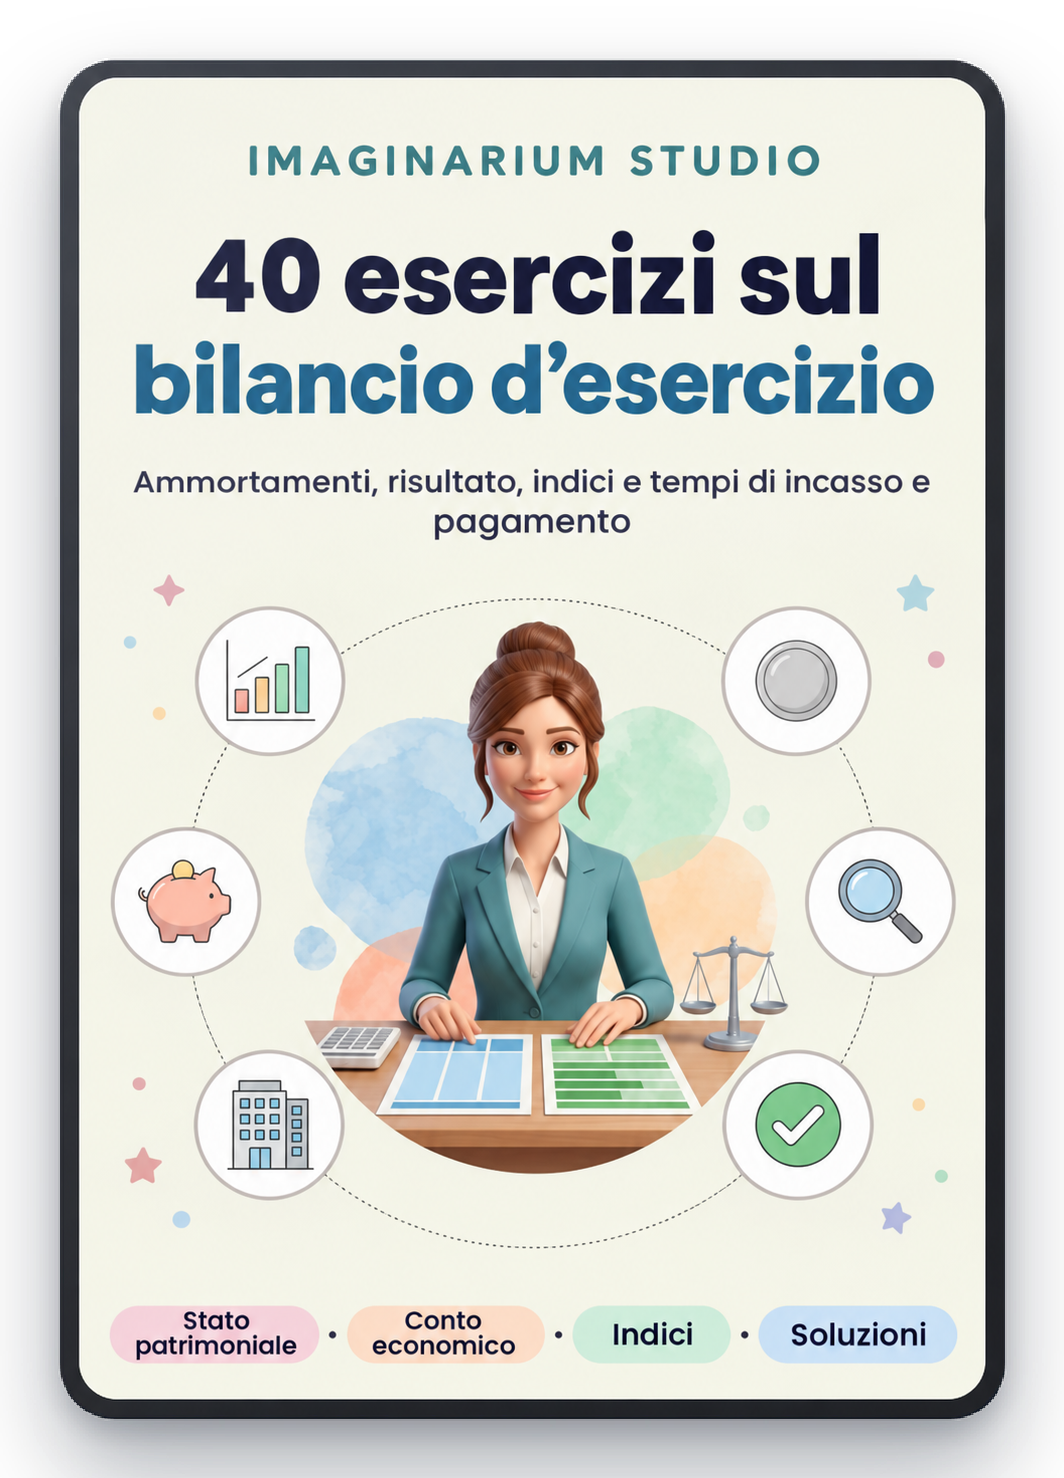 IMAGINARIUM STUDIO
40 esercizi sul
bilancio d’esercizio
Ammortamenti, risultato, indici e tempi di incasso e
pagamento
Stato
patrimoniale
Conto
economico
Indici
Soluzioni